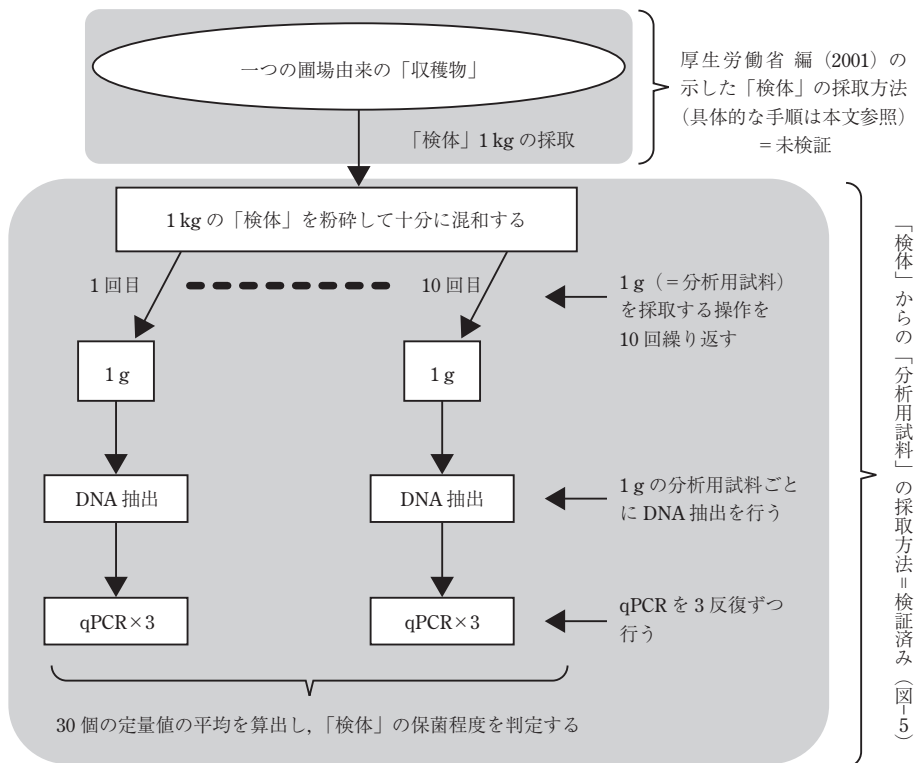 一つの圃場由来の「収穫物」
厚生労働省 編（2001）の
示した「検体」の採取方法
（具体的な手順は本文参照）
＝未検証
「検体」1 kg の採取
1 kg の「検体」を粉砕して十分に混和する
1 回目
10 回目
1 g（＝分析用試料）
を採取する操作を
10 回繰り返す
1 g
1 g
DNA 抽出
DNA 抽出
1 g の分析用試料ごと
に DNA 抽出を行う
qPCR×3
qPCR×3
qPCR を 3 反復ずつ
行う
30 個の定量値の平均を算出し，「検体」の保菌程度を判定する
「検体」からの「分析用試料」の採取方法＝検証済み（図–5）